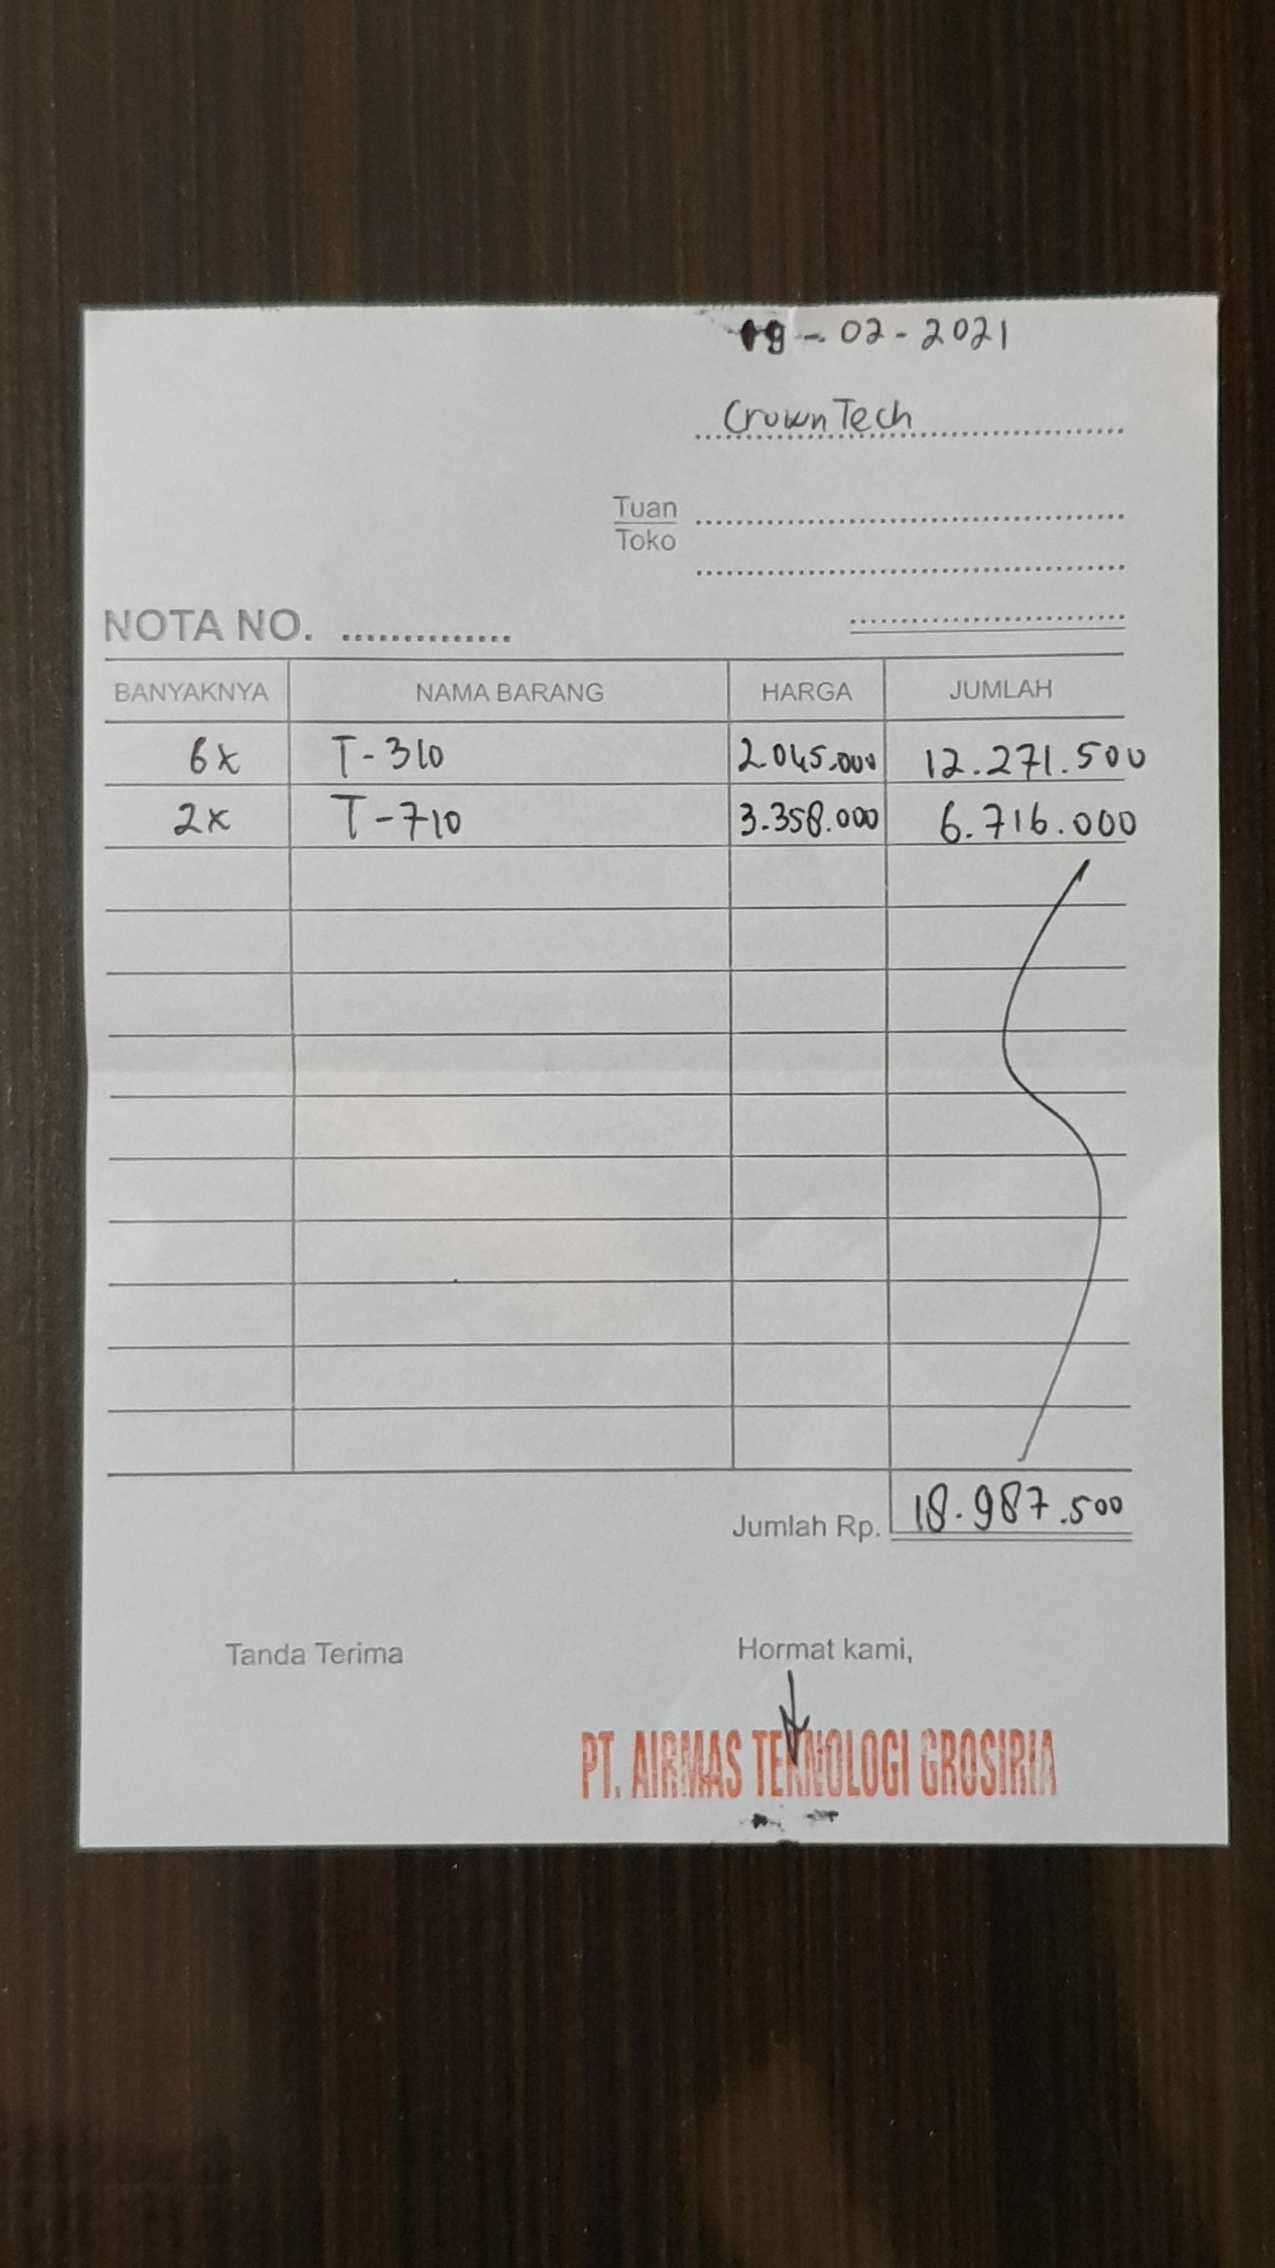 19-02-2021
CrownTech
Tuan
Toko
NOTA NO.
BANYAKNYA NAMA BARANG HARGA JUMLAH
6x T-310 2.045.000 12.271.500
2x T-710 3.358.000 6.716.000
Jumlah Rp. 18.987.500
Tanda Terima Hormat kami,
PT. AIRMAS TEKNOLOGI GROSIRIA